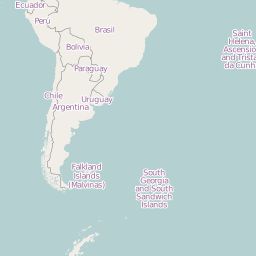 Ecuador
Peru
Brasil
Bolivia
Paraguay
Chile
Argentina
Uruguay
Saint
Helena,
Ascension
and Tristan
da Cunh
Falkland
Islands
(Malvinas)
South
Georgia
and South
Sandwich
Islands